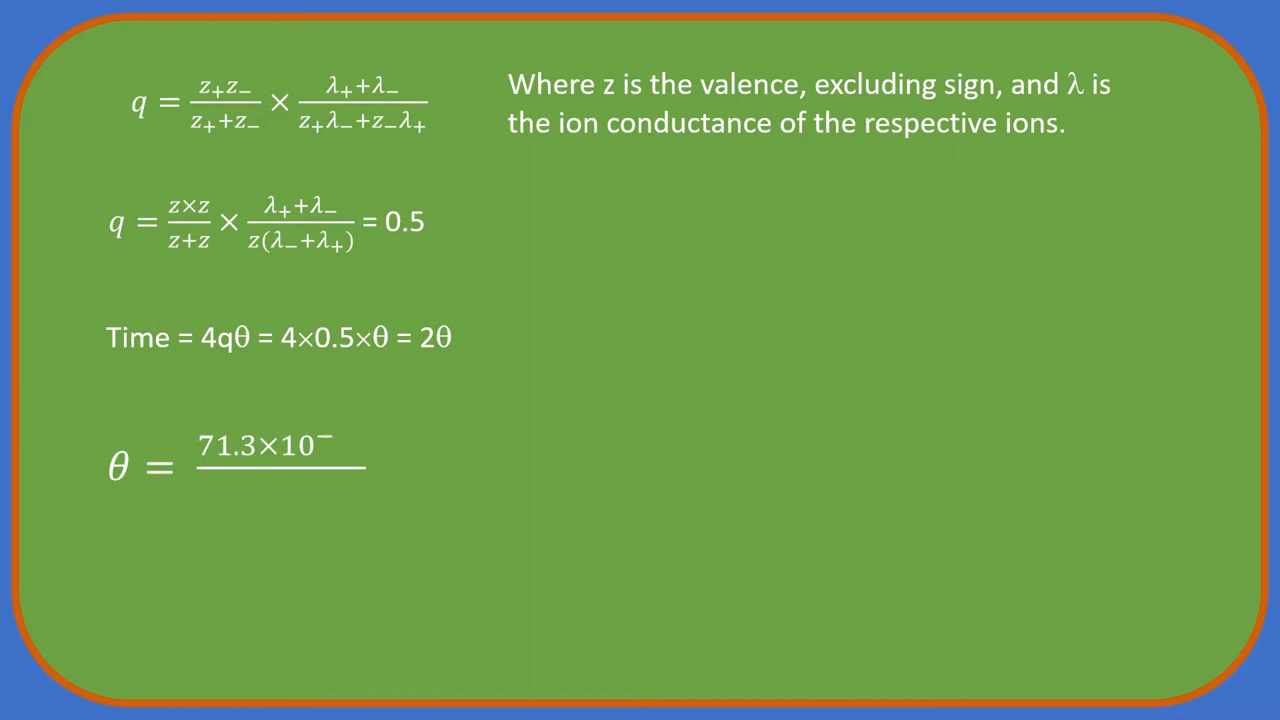 q = z₊z₋/(z₊+z₋) × (λ₊+λ₋)/(z₊λ₋+z₋λ₊)
Where z is the valence, excluding sign, and λ is
the ion conductance of the respective ions.
q = (z×z)/(z+z) × (λ₊+λ₋)/(z(λ₋+λ₊)) = 0.5
Time = 4qθ = 4×0.5×θ = 2θ
θ = 71.3×10⁻